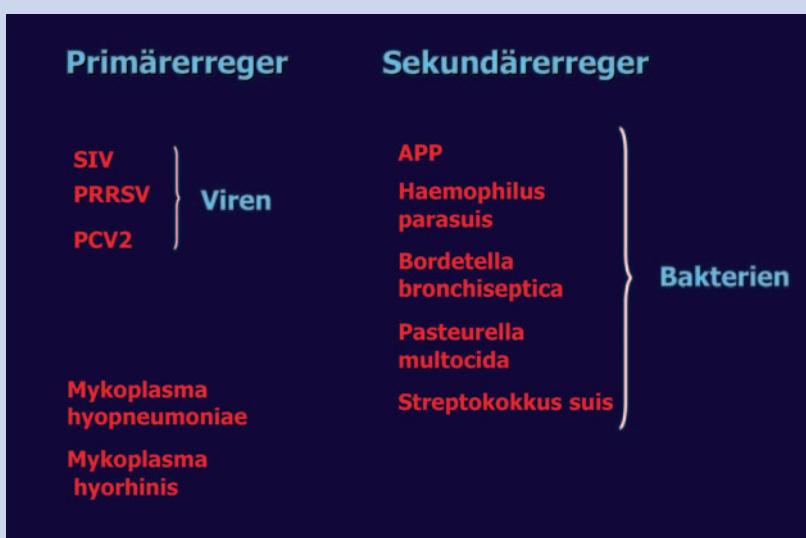 Primärerreger
SIV
PRRSV
PCV2
Viren
Mykoplasma
hyopneumoniae
Mykoplasma
hyorhinis
Sekundärerreger
APP
Haemophilus
parasuis
Bordetella
bronchiseptica
Pasteurella
multocida
Streptokokkus suis
Bakterien